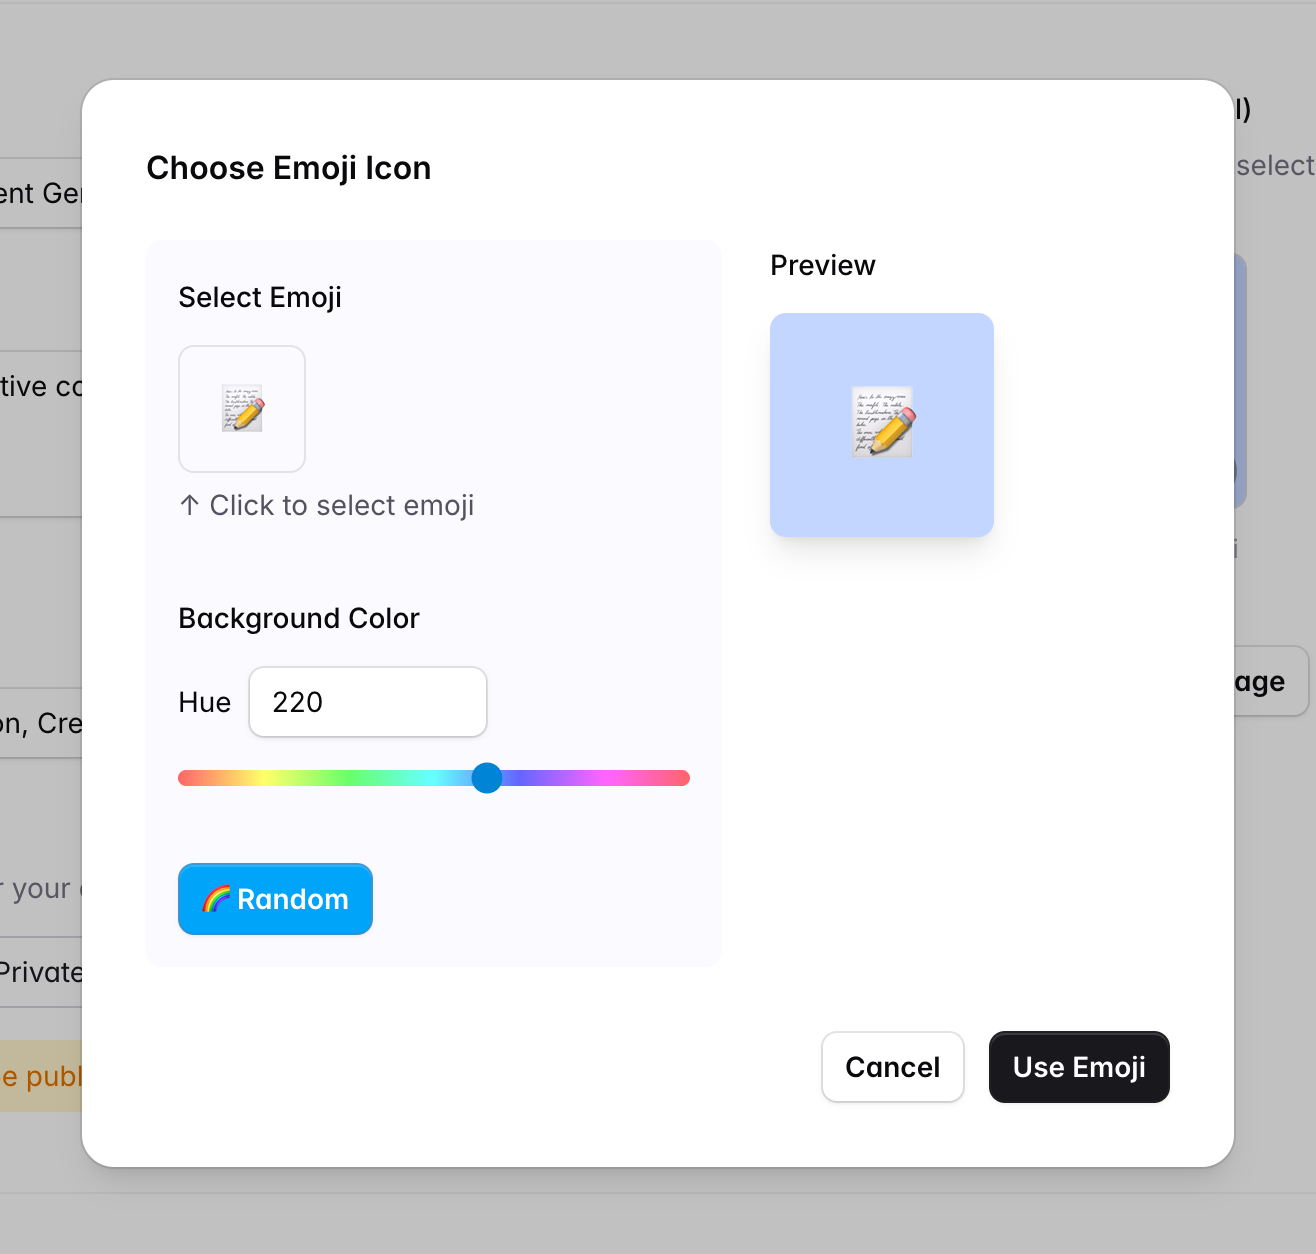 l)
select
ent Ge
Choose Emoji Icon
Select Emoji
Preview
tive co
↑ Click to select emoji
Background Color
Hue 220
age
on, Cre
🌈 Random
r your
Private
e publ
Cancel
Use Emoji